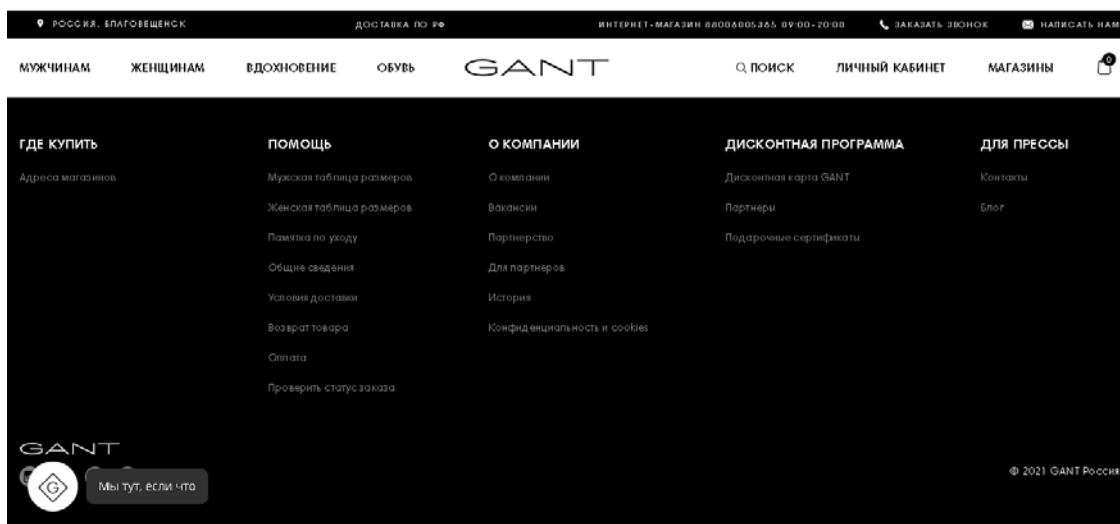 РОССИЯ, БЛАГОВЕЩЕНСК ДОСТАВКА ПО РФ ИНТЕРНЕТ-МАГАЗИН 88006005365 09:00-20:00 ЗАКАЗАТЬ ЗВОНОК НАПИСАТЬ НАМ
МУЖЧИНАМ ЖЕНЩИНАМ ВДОХНОВЕНИЕ ОБУВЬ GANT ПОИСК ЛИЧНЫЙ КАБИНЕТ МАГАЗИНЫ 0
ГДЕ КУПИТЬ
Адреса магазинов
ПОМОЩЬ
Мужская таблица размеров
Женская таблица размеров
Памятка по уходу
Общие сведения
Условия доставки
Возврат товара
Оплата
Проверить статус заказа
О КОМПАНИИ
О компании
Вакансии
Партнерство
Для партнеров
История
Конфиденциальность и cookies
ДИСКОНТНАЯ ПРОГРАММА
Дисконтная карта GANT
Партнеры
Подарочные сертификаты
ДЛЯ ПРЕССЫ
Контакты
Блог
GANT
G Мы тут, если что
© 2021 GANT Россия